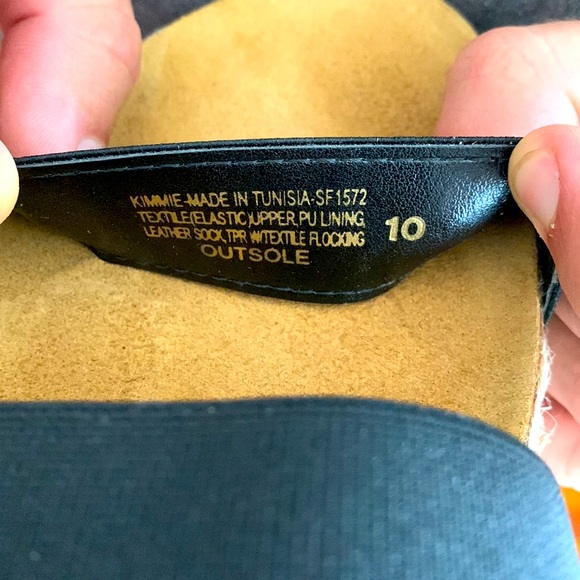 KIMMIE-MADE IN TUNISIA-SF1572
TEXTILE(ELASTIC)UPPER,PU LINING
LEATHER SOCK,TPR W/TEXTILE FLOCKING
OUTSOLE
10